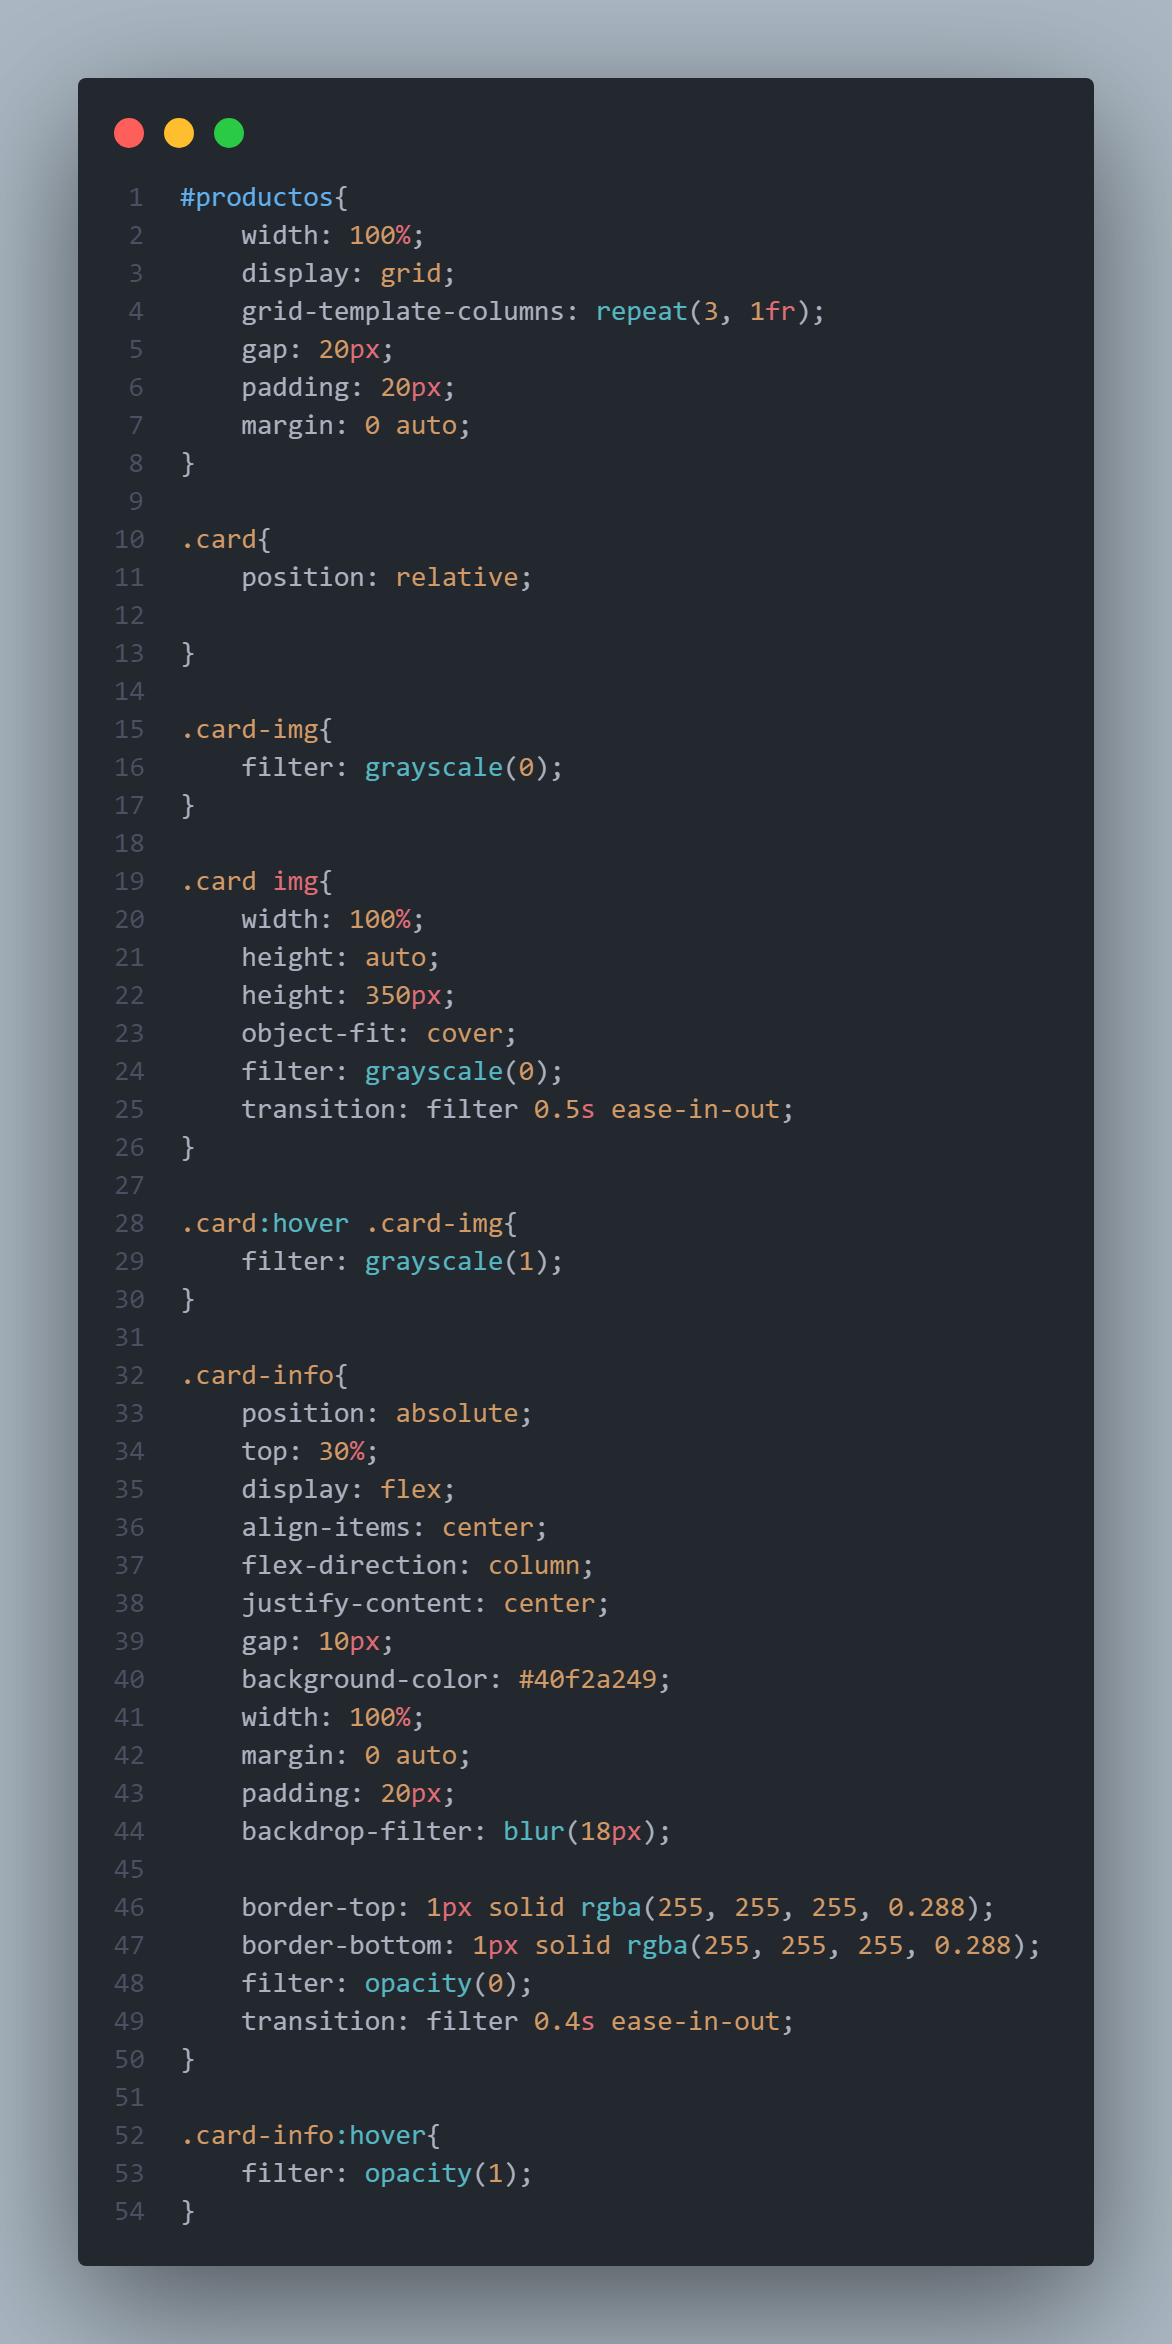 1 #productos{
2     width: 100%;
3     display: grid;
4     grid-template-columns: repeat(3, 1fr);
5     gap: 20px;
6     padding: 20px;
7     margin: 0 auto;
8 }
9
10 .card{
11     position: relative;
12
13 }
14
15 .card-img{
16     filter: grayscale(0);
17 }
18
19 .card img{
20     width: 100%;
21     height: auto;
22     height: 350px;
23     object-fit: cover;
24     filter: grayscale(0);
25     transition: filter 0.5s ease-in-out;
26 }
27
28 .card:hover .card-img{
29     filter: grayscale(1);
30 }
31
32 .card-info{
33     position: absolute;
34     top: 30%;
35     display: flex;
36     align-items: center;
37     flex-direction: column;
38     justify-content: center;
39     gap: 10px;
40     background-color: #40f2a249;
41     width: 100%;
42     margin: 0 auto;
43     padding: 20px;
44     backdrop-filter: blur(18px);
45
46     border-top: 1px solid rgba(255, 255, 255, 0.288);
47     border-bottom: 1px solid rgba(255, 255, 255, 0.288);
48     filter: opacity(0);
49     transition: filter 0.4s ease-in-out;
50 }
51
52 .card-info:hover{
53     filter: opacity(1);
54 }